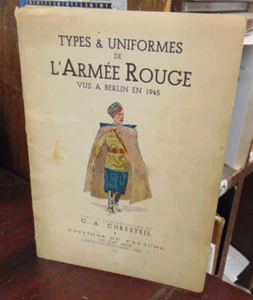 TYPES & UNIFORMES
DE
L'ARMÉE ROUGE
VUS A BERLIN EN 1945
G. A. CHRESTEIL
EDITIONS DU PANACHE